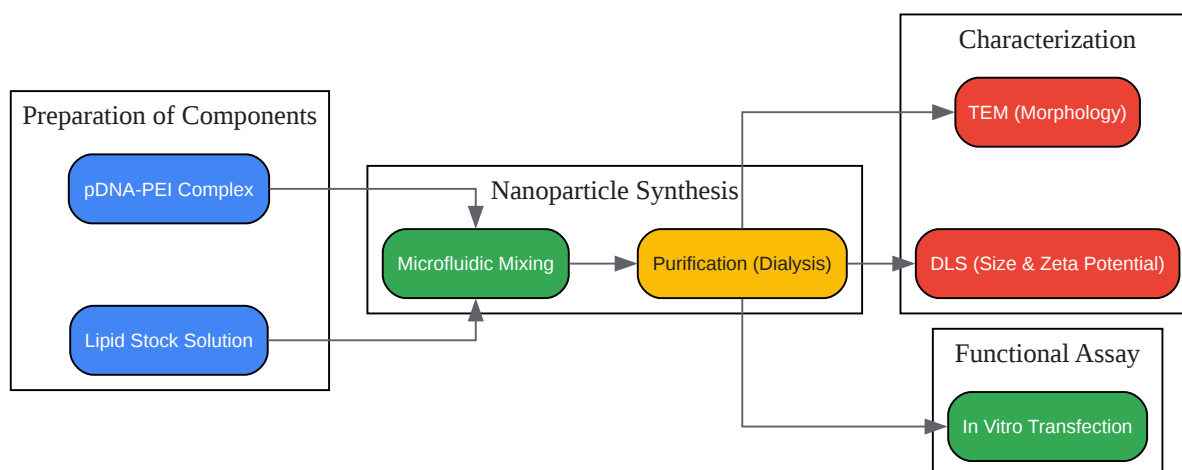 Preparation of Components
pDNA-PEI Complex
Lipid Stock Solution
Nanoparticle Synthesis
Microfluidic Mixing
Purification (Dialysis)
Characterization
TEM (Morphology)
DLS (Size & Zeta Potential)
Functional Assay
In Vitro Transfection